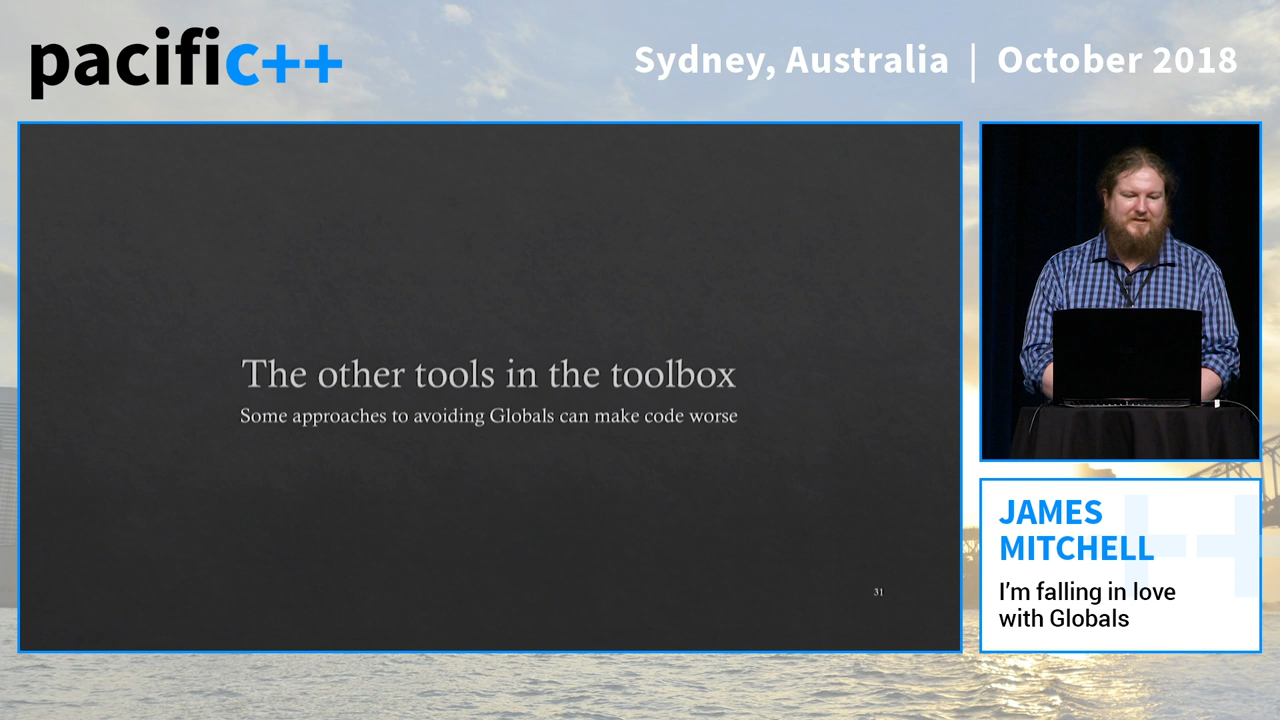 pacific++
Sydney, Australia | October 2018
The other tools in the toolbox
Some approaches to avoiding Globals can make code worse
31
JAMES
MITCHELL
I'm falling in love
with Globals